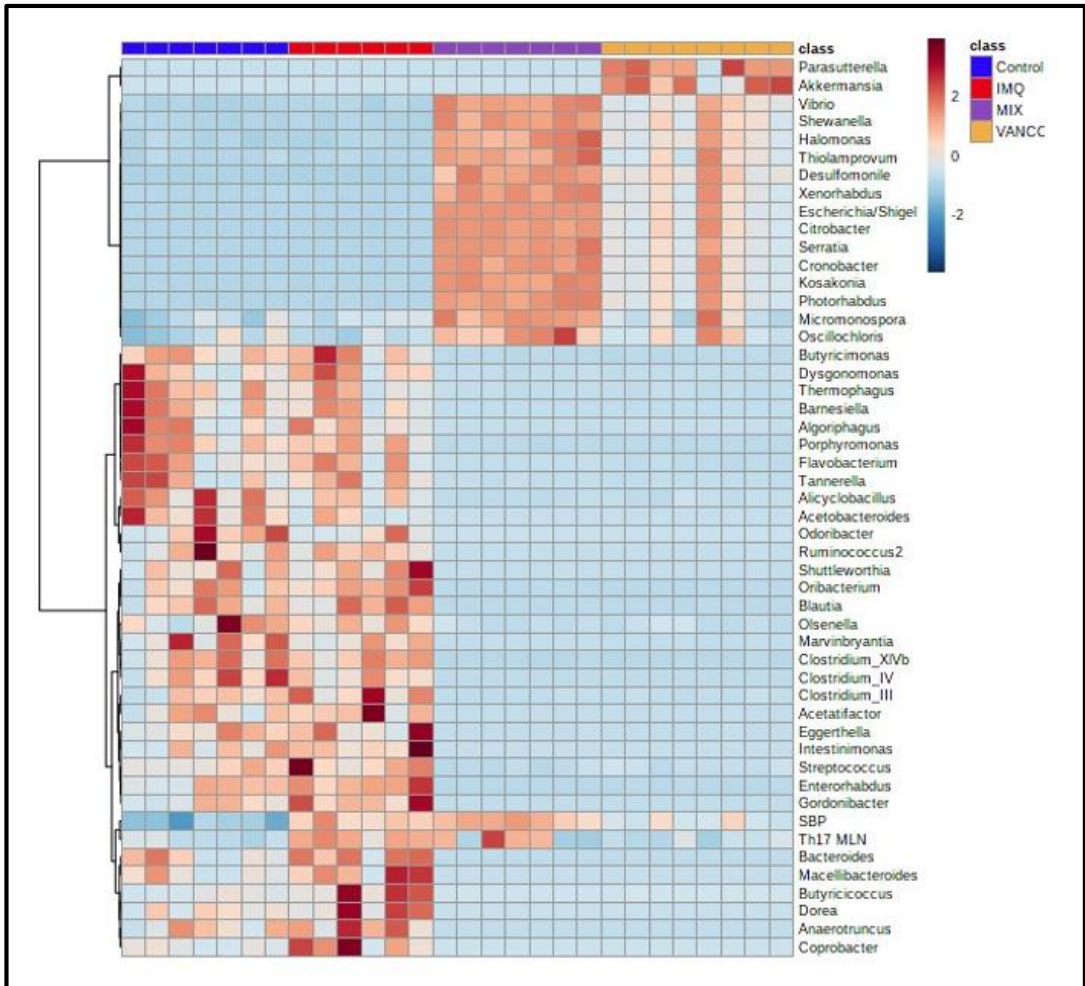 class
Parasutterella
Akkermansia
Vibrio
Shewanella
Halomonas
Thiolamprovum
Desulfomonile
Xenorhabdus
Escherichia/Shigel
Citrobacter
Serratia
Cronobacter
Kosakonia
Photorhabdus
Micromonospora
Oscillochloris
Butyricimonas
Dysgonomonas
Thermophagus
Barnesiella
Algoriphagus
Porphyromonas
Flavobacterium
Tannerella
Alicyclobacillus
Acetobacteroides
Odoribacter
Ruminococcus2
Shuttleworthia
Oribacterium
Blautia
Olsenella
Marvinbryantia
Clostridium_XIVb
Clostridium_IV
Clostridium_III
Acetatifactor
Eggerthella
Intestinimonas
Streptococcus
Enterorhabdus
Gordonibacter
SBP
Th17 MLN
Bacteroides
Macellibacteroides
Butyricicoccus
Dorea
Anaerotruncus
Coprobacter
2
0
-2
class
Control
IMQ
MIX
VANCC